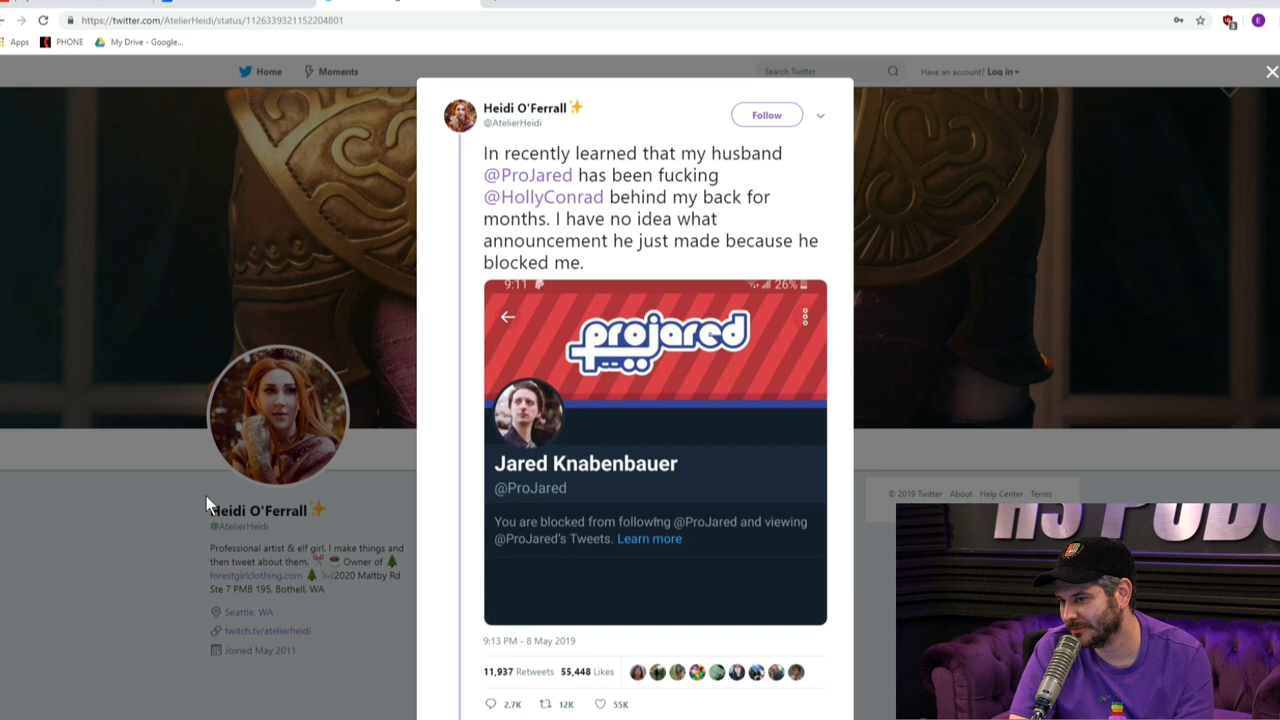 https://twitter.com/AtelierHeidi/status/1126339321152204801
Apps PHONE My Drive - Google...
Home Moments Search Twitter Have an account? Log in
Heidi O'Ferrall
@AtelierHeidi
Follow
In recently learned that my husband
@ProJared has been fucking
@HollyConrad behind my back for
months. I have no idea what
announcement he just made because he
blocked me.
9:11 26%
projared
Jared Knabenbauer
@ProJared
You are blocked from following @ProJared and viewing
@ProJared's Tweets. Learn more
9:13 PM - 8 May 2019
11,937 Retweets 55,448 Likes
2.7K 12K 55K
Heidi O'Ferrall
@AtelierHeidi
Professional artist & elf girl, I make things and
then tweet about them. Owner of
forestgirlclothing.com 2020 Maltby Rd
Ste 7 PMB 195, Bothell, WA
Seattle, WA
twitch.tv/atelierheidi
Joined May 2011
© 2019 Twitter About Help Center Terms
H3 POD